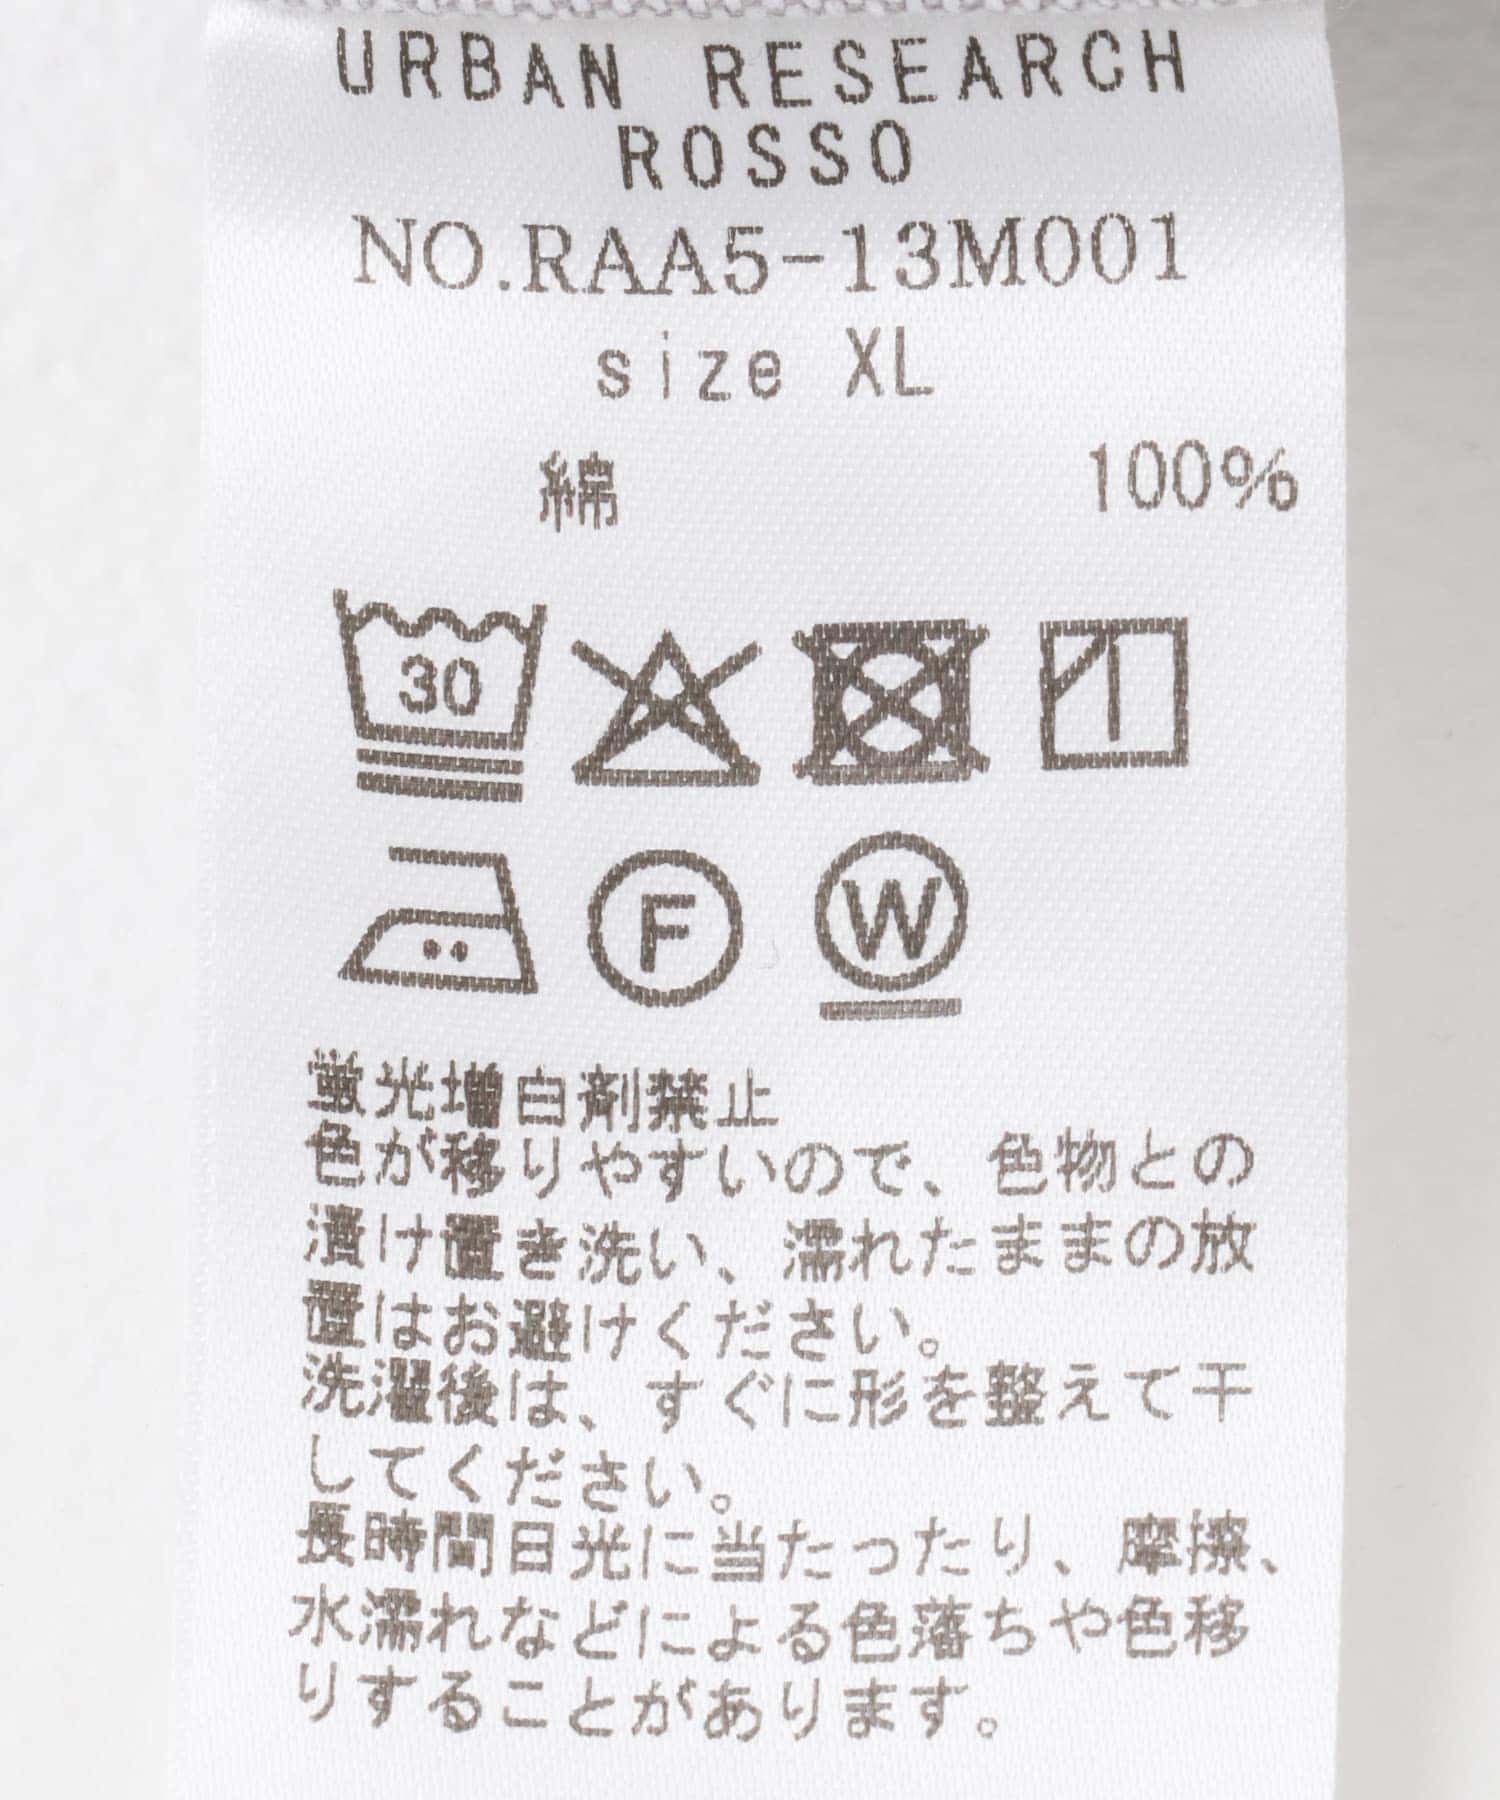 URBAN RESEARCH
ROSSO
NO.RAA5-13M001
size XL
綿 100%
30
F W
蛍光増白剤禁止
色が移りやすいので、色物との
漬け置き洗い、濡れたままの放
置はお避けください。
洗濯後は、すぐに形を整えて干
してください。
長時間日光に当たったり、摩擦、
水濡れなどによる色落ちや色移
りすることがあります。